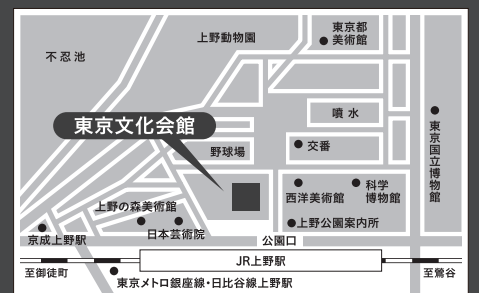 東京都
美術館
上野動物園
不忍池
噴水
東京文化会館
東京国立博物館
野球場
交番
西洋美術館
科学
博物館
上野の森美術館
日本芸術院
上野公園案内所
京成上野駅
公園口
JR上野駅
至御徒町
至鶯谷
東京メトロ銀座線・日比谷線上野駅